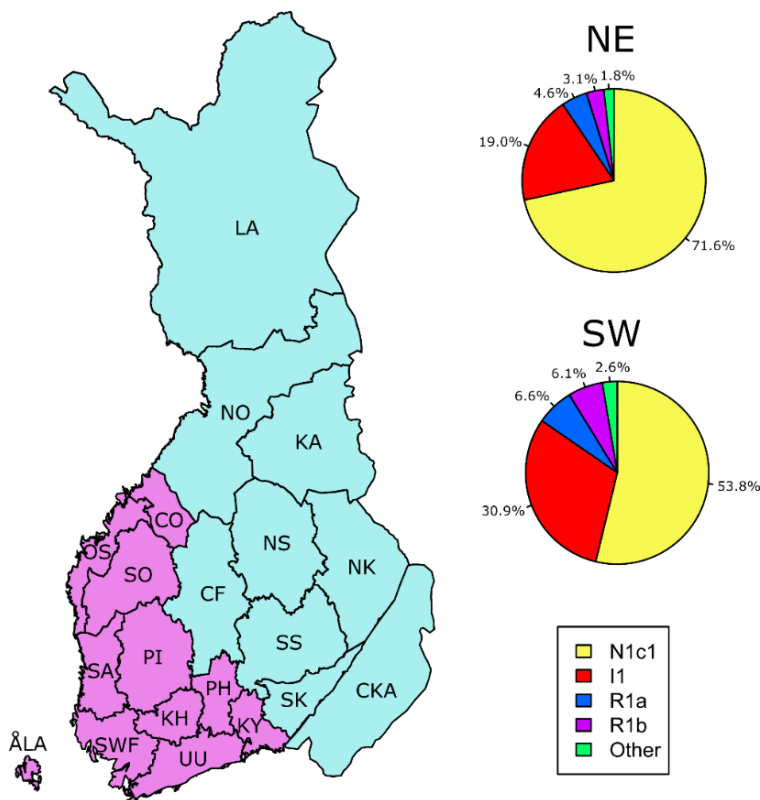 NE
3.1%
1.8%
4.6%
19.0%
71.6%
SW
6.1%
2.6%
6.6%
30.9%
53.8%
N1c1
I1
R1a
R1b
Other
LA
NO
KA
CO
OS
SO
CF
NS
NK
SS
PI
SA
PH
SK
CKA
KH
KY
SWF
UU
ÅLA